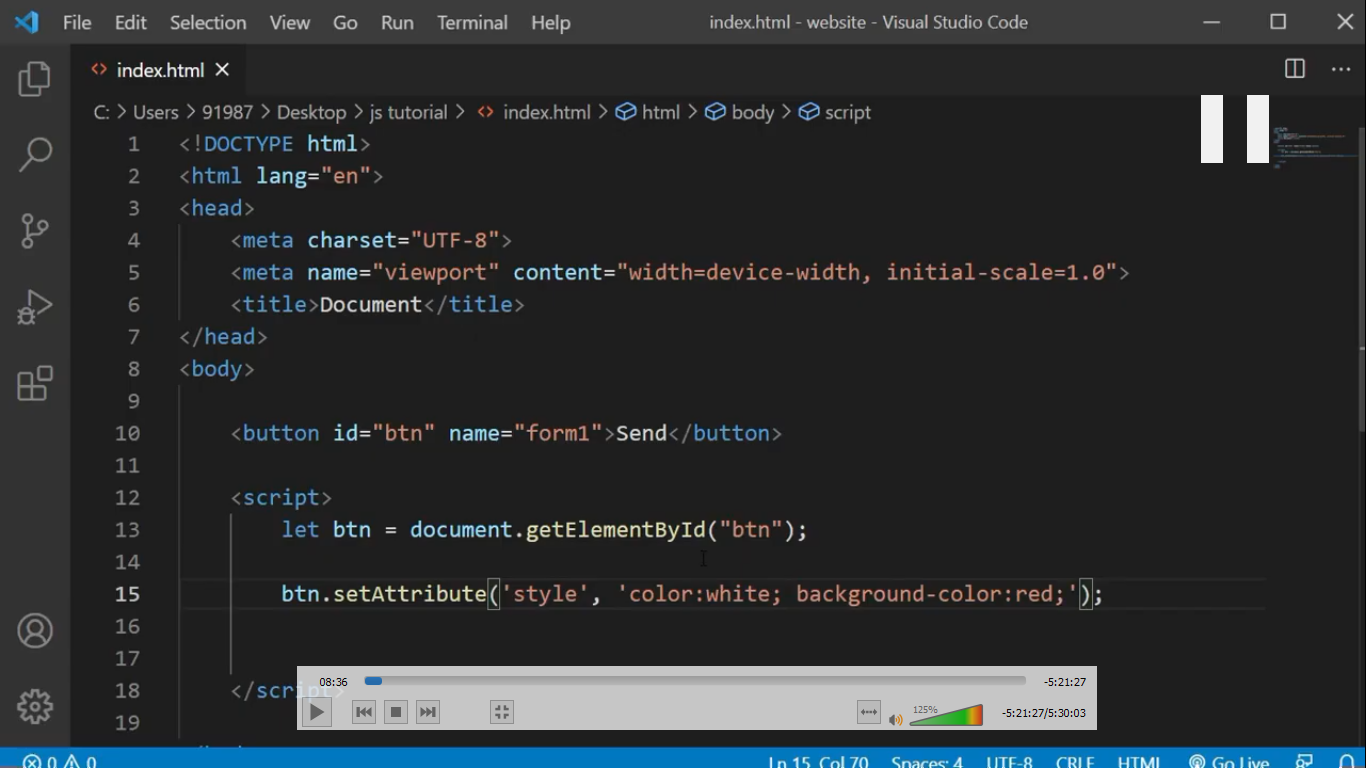 File Edit Selection View Go Run Terminal Help index.html - website - Visual Studio Code
index.html
C: > Users > 91987 > Desktop > js tutorial > index.html > html > body > script
1 <!DOCTYPE html>
2 <html lang="en">
3 <head>
4 <meta charset="UTF-8">
5 <meta name="viewport" content="width=device-width, initial-scale=1.0">
6 <title>Document</title>
7 </head>
8 <body>
9
10 <button id="btn" name="form1">Send</button>
11
12 <script>
13 let btn = document.getElementById("btn");
14
15 btn.setAttribute('style', 'color:white; background-color:red;');
16
17
18 </script>
19
08:36 -5:21:27
125% -5:21:27/5:30:03
0 0 Ln 15, Col 70 Spaces: 4 UTF-8 CRLF HTML Go Live